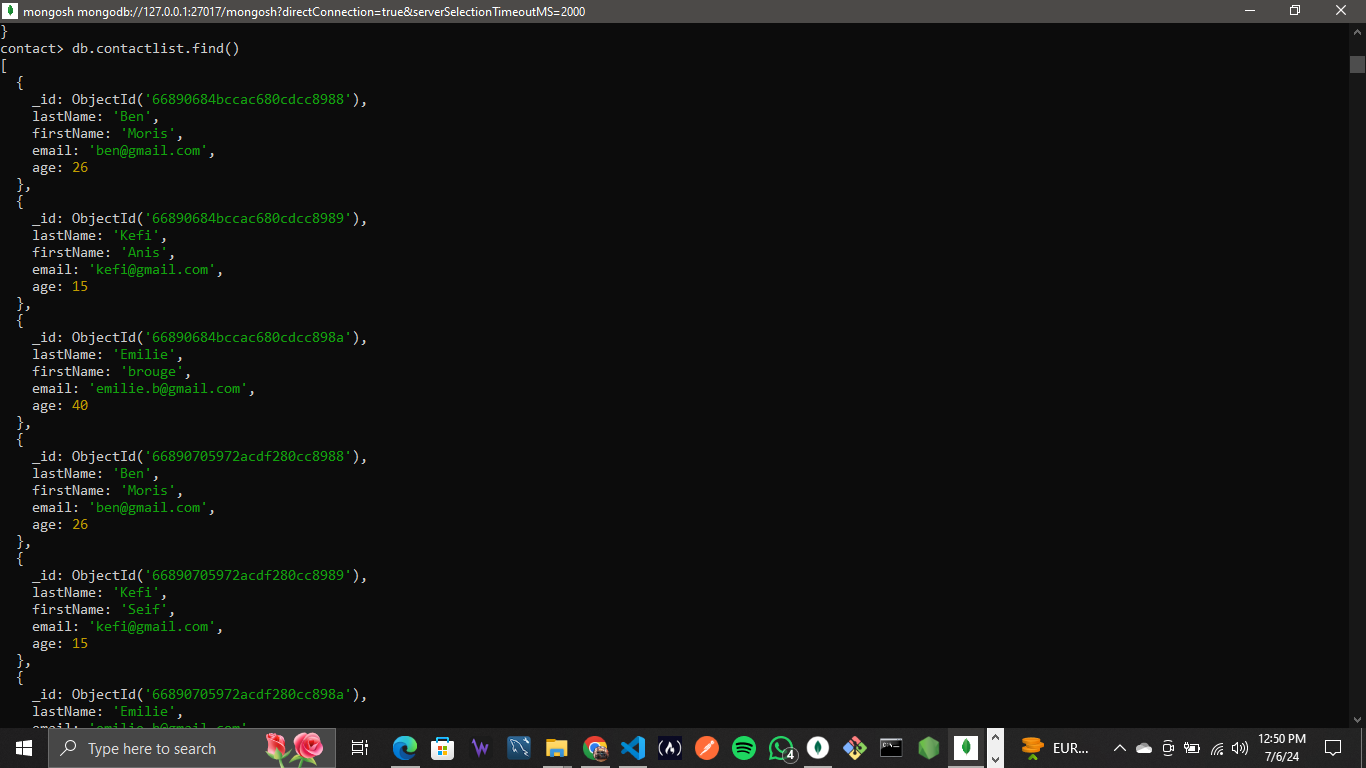 mongosh mongodb://127.0.0.1:27017/mongosh?directConnection=true&serverSelectionTimeoutMS=2000
}
contact> db.contactlist.find()
[
  {
    _id: ObjectId('66890684bccac680cdcc8988'),
    lastName: 'Ben',
    firstName: 'Moris',
    email: 'ben@gmail.com',
    age: 26
  },
  {
    _id: ObjectId('66890684bccac680cdcc8989'),
    lastName: 'Kefi',
    firstName: 'Anis',
    email: 'kefi@gmail.com',
    age: 15
  },
  {
    _id: ObjectId('66890684bccac680cdcc898a'),
    lastName: 'Emilie',
    firstName: 'brouge',
    email: 'emilie.b@gmail.com',
    age: 40
  },
  {
    _id: ObjectId('66890705972acdf280cc8988'),
    lastName: 'Ben',
    firstName: 'Moris',
    email: 'ben@gmail.com',
    age: 26
  },
  {
    _id: ObjectId('66890705972acdf280cc8989'),
    lastName: 'Kefi',
    firstName: 'Seif',
    email: 'kefi@gmail.com',
    age: 15
  },
  {
    _id: ObjectId('66890705972acdf280cc898a'),
    lastName: 'Emilie',
    email: 'emilie.b@gmail.com'
Type here to search
4
EUR...
12:50 PM
7/6/24